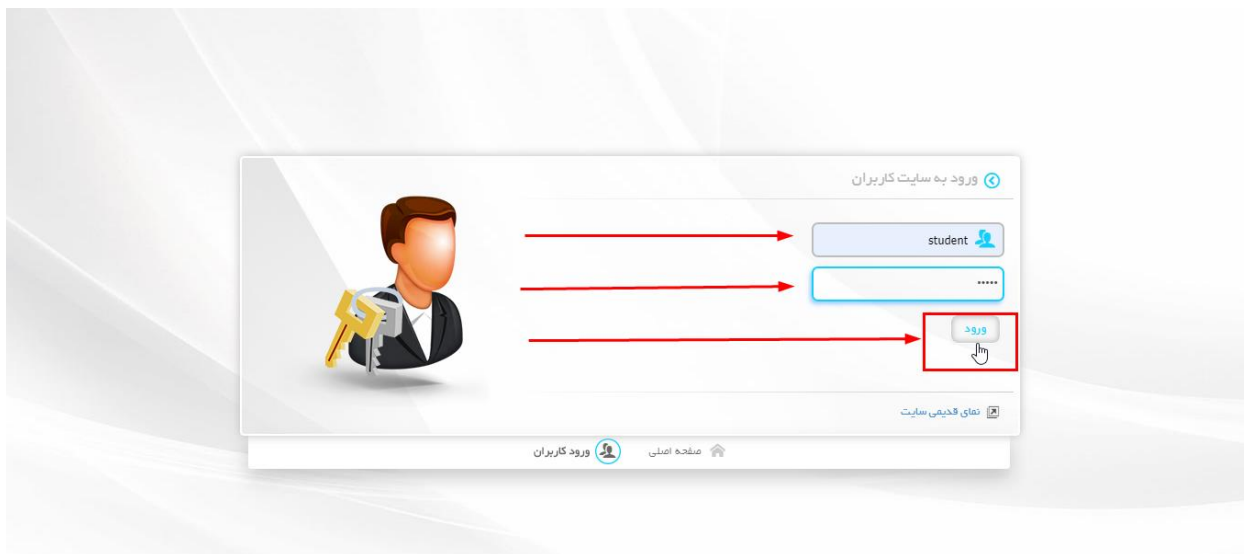 ورود به سایت کاربران
student
•••••
ورود
نمای قدیمی سایت
صفحه اصلی
ورود کاربران